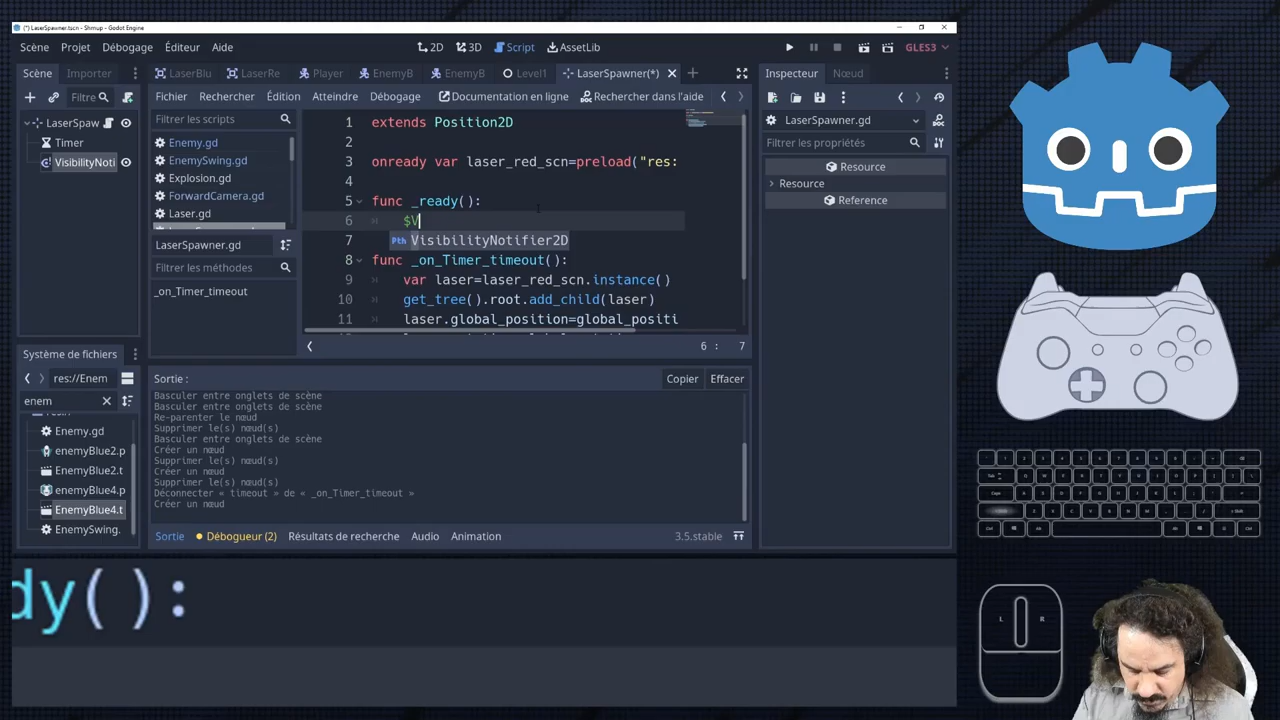 (*) LaserSpawner.tscn - Shmup - Godot Engine
Scène Projet Débogage Éditeur Aide
2D 3D Script AssetLib
GLES3
Scène Importer
LaserBlu LaserRe Player EnemyB EnemyB Level1 LaserSpawner(*)
Inspecteur Nœud
Filtre
Fichier Rechercher Édition Atteindre Débogage Documentation en ligne Rechercher dans l'aide
LaserSpaw
Timer
VisibilityNoti
Filtrer les scripts
Enemy.gd
EnemySwing.gd
Explosion.gd
ForwardCamera.gd
Laser.gd
LaserSpawner.gd
Filtrer les méthodes
_on_Timer_timeout
1 extends Position2D
2
3 onready var laser_red_scn=preload("res:
4
5 func _ready():
6 $V
7 VisibilityNotifier2D
8 func _on_Timer_timeout():
9 var laser=laser_red_scn.instance()
10 get_tree().root.add_child(laser)
11 laser.global_position=global_positi
6 : 7
LaserSpawner.gd
Filtrer les propriétés
Resource
Resource
Reference
Système de fichiers
res://Enem
enem
Enemy.gd
enemyBlue2.p
EnemyBlue2.t
enemyBlue4.p
EnemyBlue4.t
EnemySwing.
Sortie :
Copier Effacer
Basculer entre onglets de scène
Basculer entre onglets de scène
Re-parenter le nœud
Supprimer le(s) nœud(s)
Basculer entre onglets de scène
Créer un nœud
Supprimer le(s) nœud(s)
Créer un nœud
Supprimer le(s) nœud(s)
Déconnecter « timeout » de « _on_Timer_timeout »
Créer un nœud
Sortie Débogueur (2) Résultats de recherche Audio Animation 3.5.stable
dy():
L R